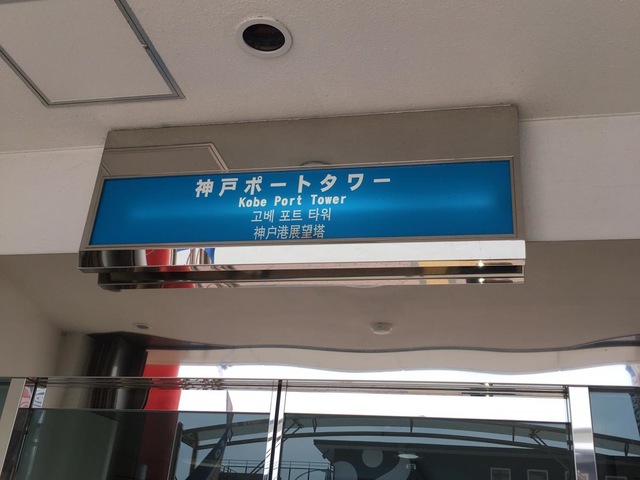 神戸ポートタワー
Kobe Port Tower
고베 포트 타워
神户港展望塔